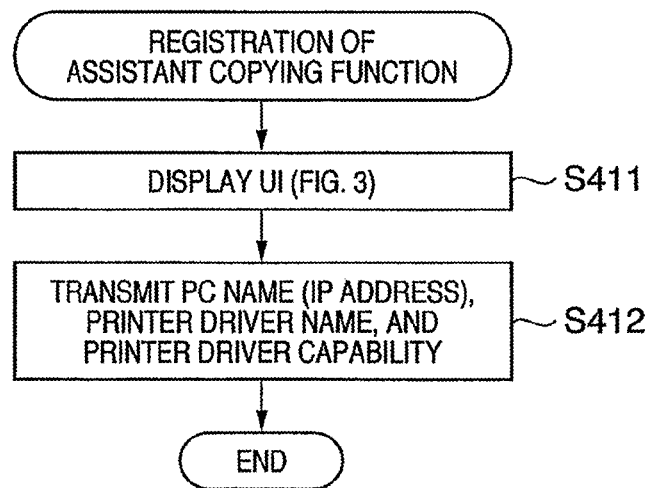 REGISTRATION OF
ASSISTANT COPYING FUNCTION
DISPLAY UI (FIG. 3)
S411
TRANSMIT PC NAME (IP ADDRESS),
PRINTER DRIVER NAME, AND
PRINTER DRIVER CAPABILITY
S412
END